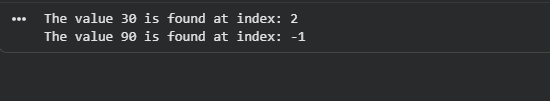 The value 30 is found at index: 2
The value 90 is found at index: -1